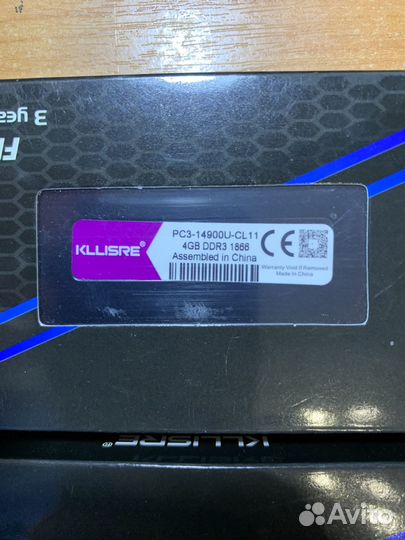 3 yea
KLLISRE®
PC3-14900U-CL11
4GB DDR3 1866
Assembled in China
CE
Warranty Void If Removed
Made In China
KLLISRE®
Avito